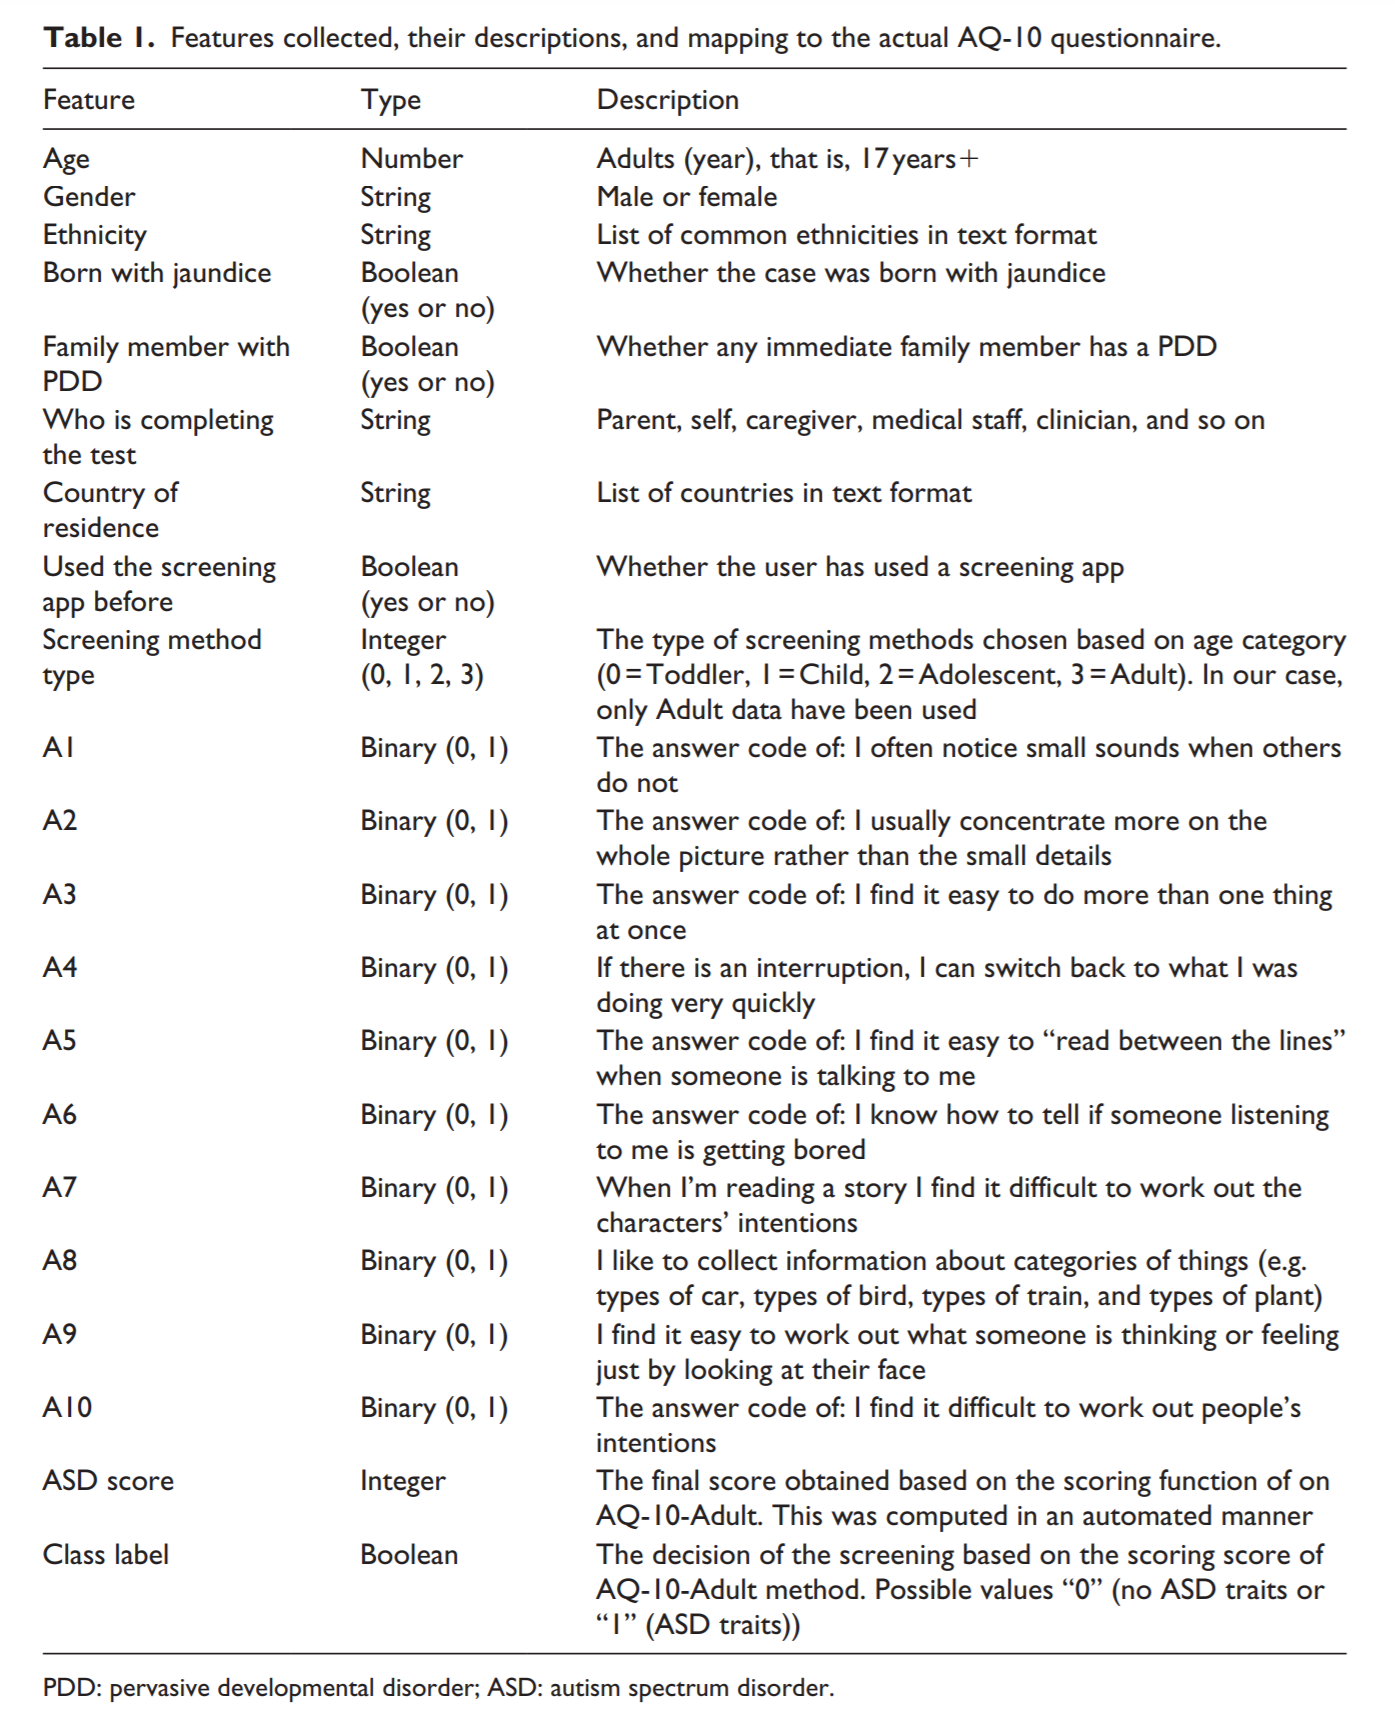 Table 1. Features collected, their descriptions, and mapping to the actual AQ-10 questionnaire.
Feature Type Description
Age Number Adults (year), that is, 17 years+
Gender String Male or female
Ethnicity String List of common ethnicities in text format
Born with jaundice Boolean Whether the case was born with jaundice
(yes or no)
Family member with Boolean Whether any immediate family member has a PDD
PDD (yes or no)
Who is completing String Parent, self, caregiver, medical staff, clinician, and so on
the test
Country of String List of countries in text format
residence
Used the screening Boolean Whether the user has used a screening app
app before (yes or no)
Screening method Integer The type of screening methods chosen based on age category
type (0, 1, 2, 3) (0 = Toddler, 1 = Child, 2 = Adolescent, 3 = Adult). In our case,
only Adult data have been used
A1 Binary (0, 1) The answer code of: I often notice small sounds when others
do not
A2 Binary (0, 1) The answer code of: I usually concentrate more on the
whole picture rather than the small details
A3 Binary (0, 1) The answer code of: I find it easy to do more than one thing
at once
A4 Binary (0, 1) If there is an interruption, I can switch back to what I was
doing very quickly
A5 Binary (0, 1) The answer code of: I find it easy to “read between the lines”
when someone is talking to me
A6 Binary (0, 1) The answer code of: I know how to tell if someone listening
to me is getting bored
A7 Binary (0, 1) When I’m reading a story I find it difficult to work out the
characters’ intentions
A8 Binary (0, 1) I like to collect information about categories of things (e.g.
types of car, types of bird, types of train, and types of plant)
A9 Binary (0, 1) I find it easy to work out what someone is thinking or feeling
just by looking at their face
A10 Binary (0, 1) The answer code of: I find it difficult to work out people’s
intentions
ASD score Integer The final score obtained based on the scoring function of on
AQ-10-Adult. This was computed in an automated manner
Class label Boolean The decision of the screening based on the scoring score of
AQ-10-Adult method. Possible values “0” (no ASD traits or
“1” (ASD traits))
PDD: pervasive developmental disorder; ASD: autism spectrum disorder.